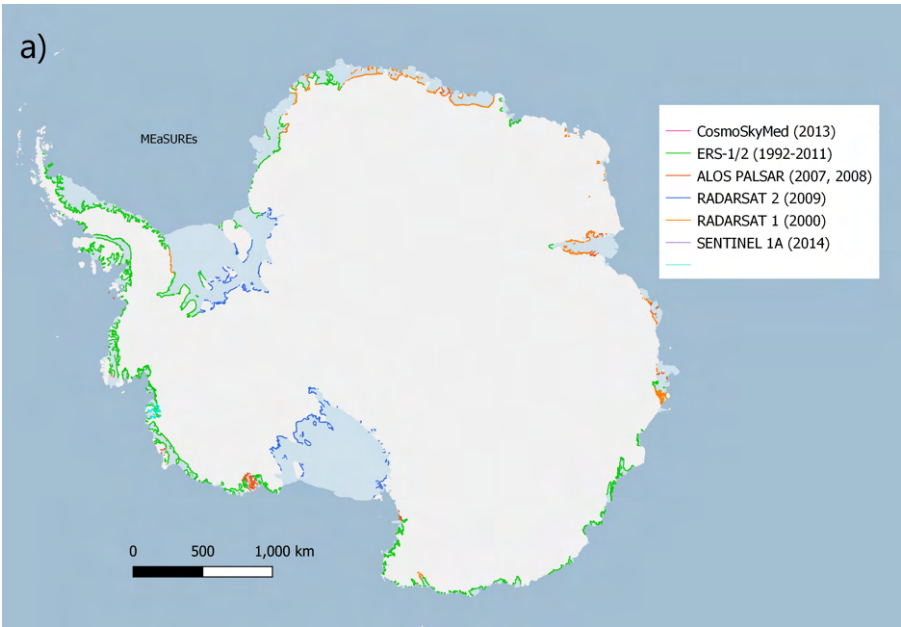 a)
MEaSUREs
CosmoSkyMed (2013)
ERS-1/2 (1992-2011)
ALOS PALSAR (2007, 2008)
RADARSAT 2 (2009)
RADARSAT 1 (2000)
SENTINEL 1A (2014)
0 500 1,000 km